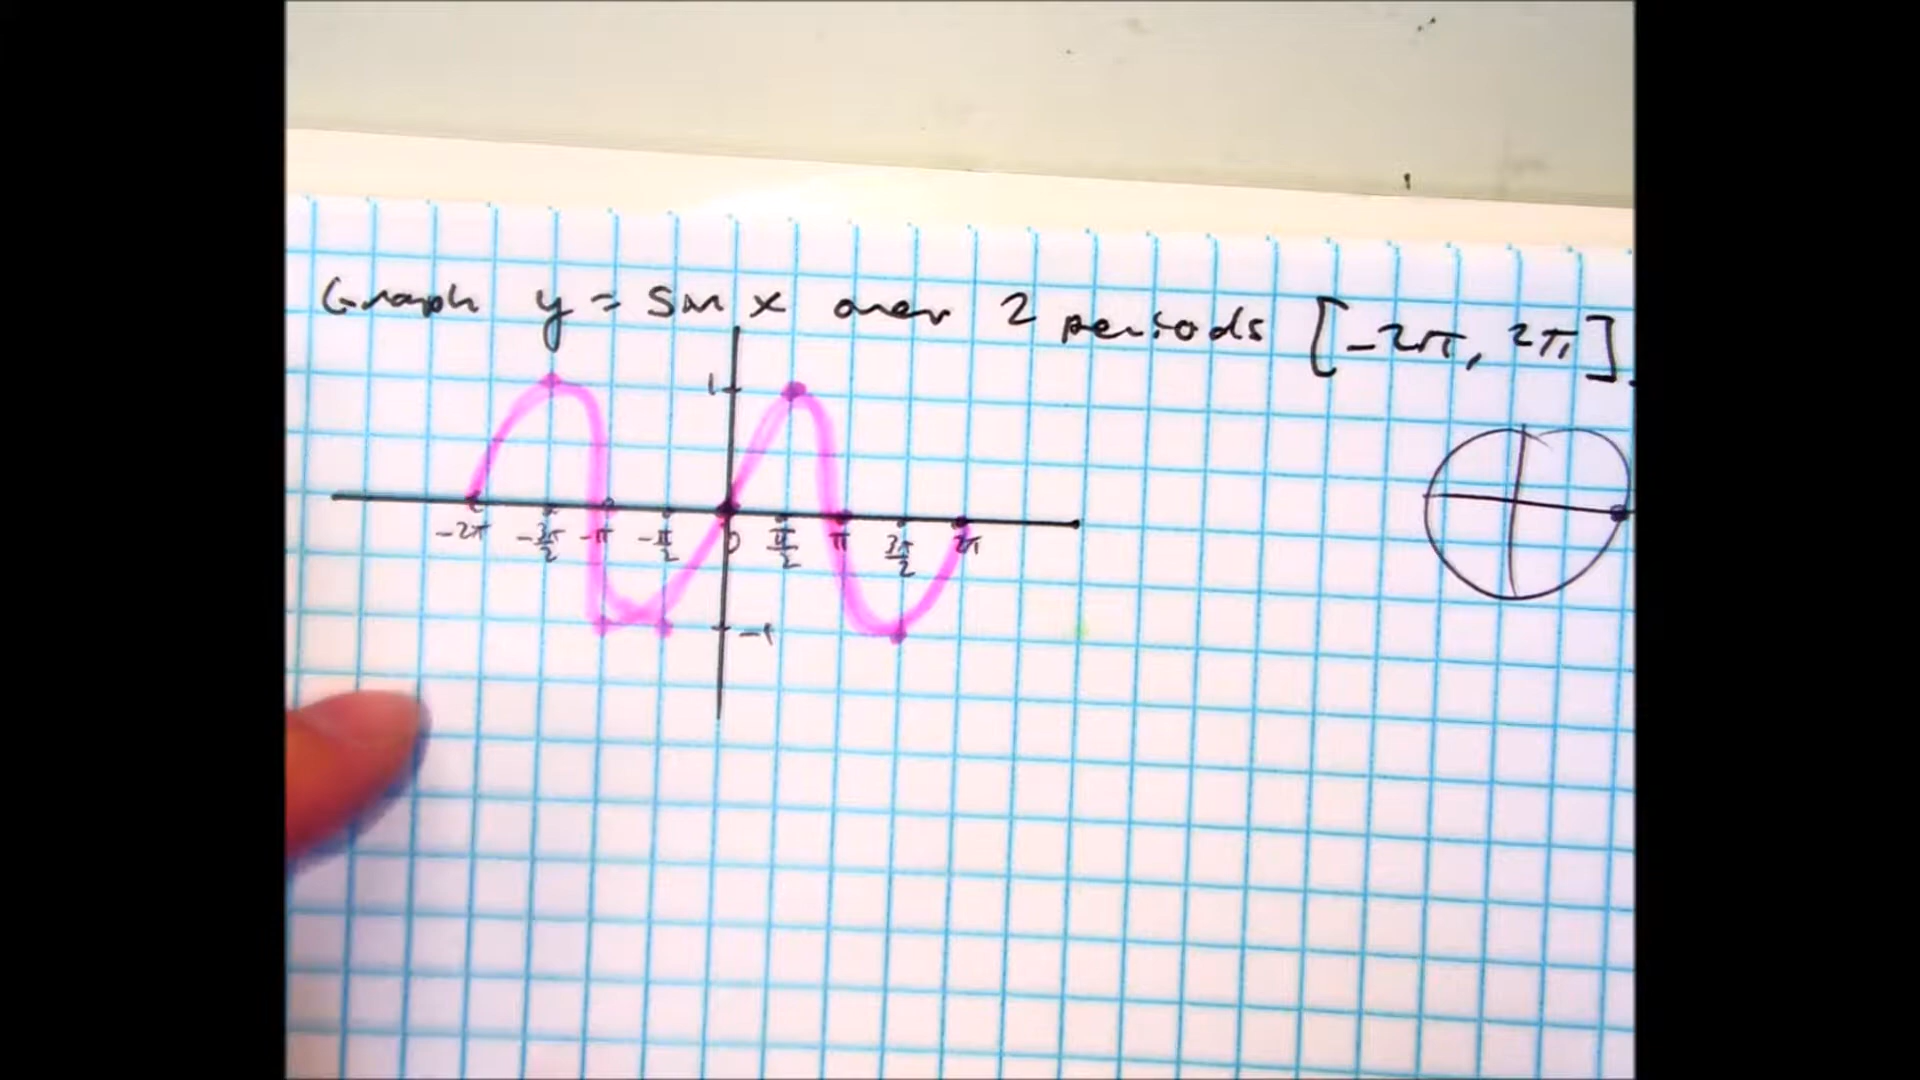 Graph y = sin x over 2 periods [-2π, 2π].
1
-2π -3π/2 -π -π/2 0 π/2 π 3π/2 2π
-1